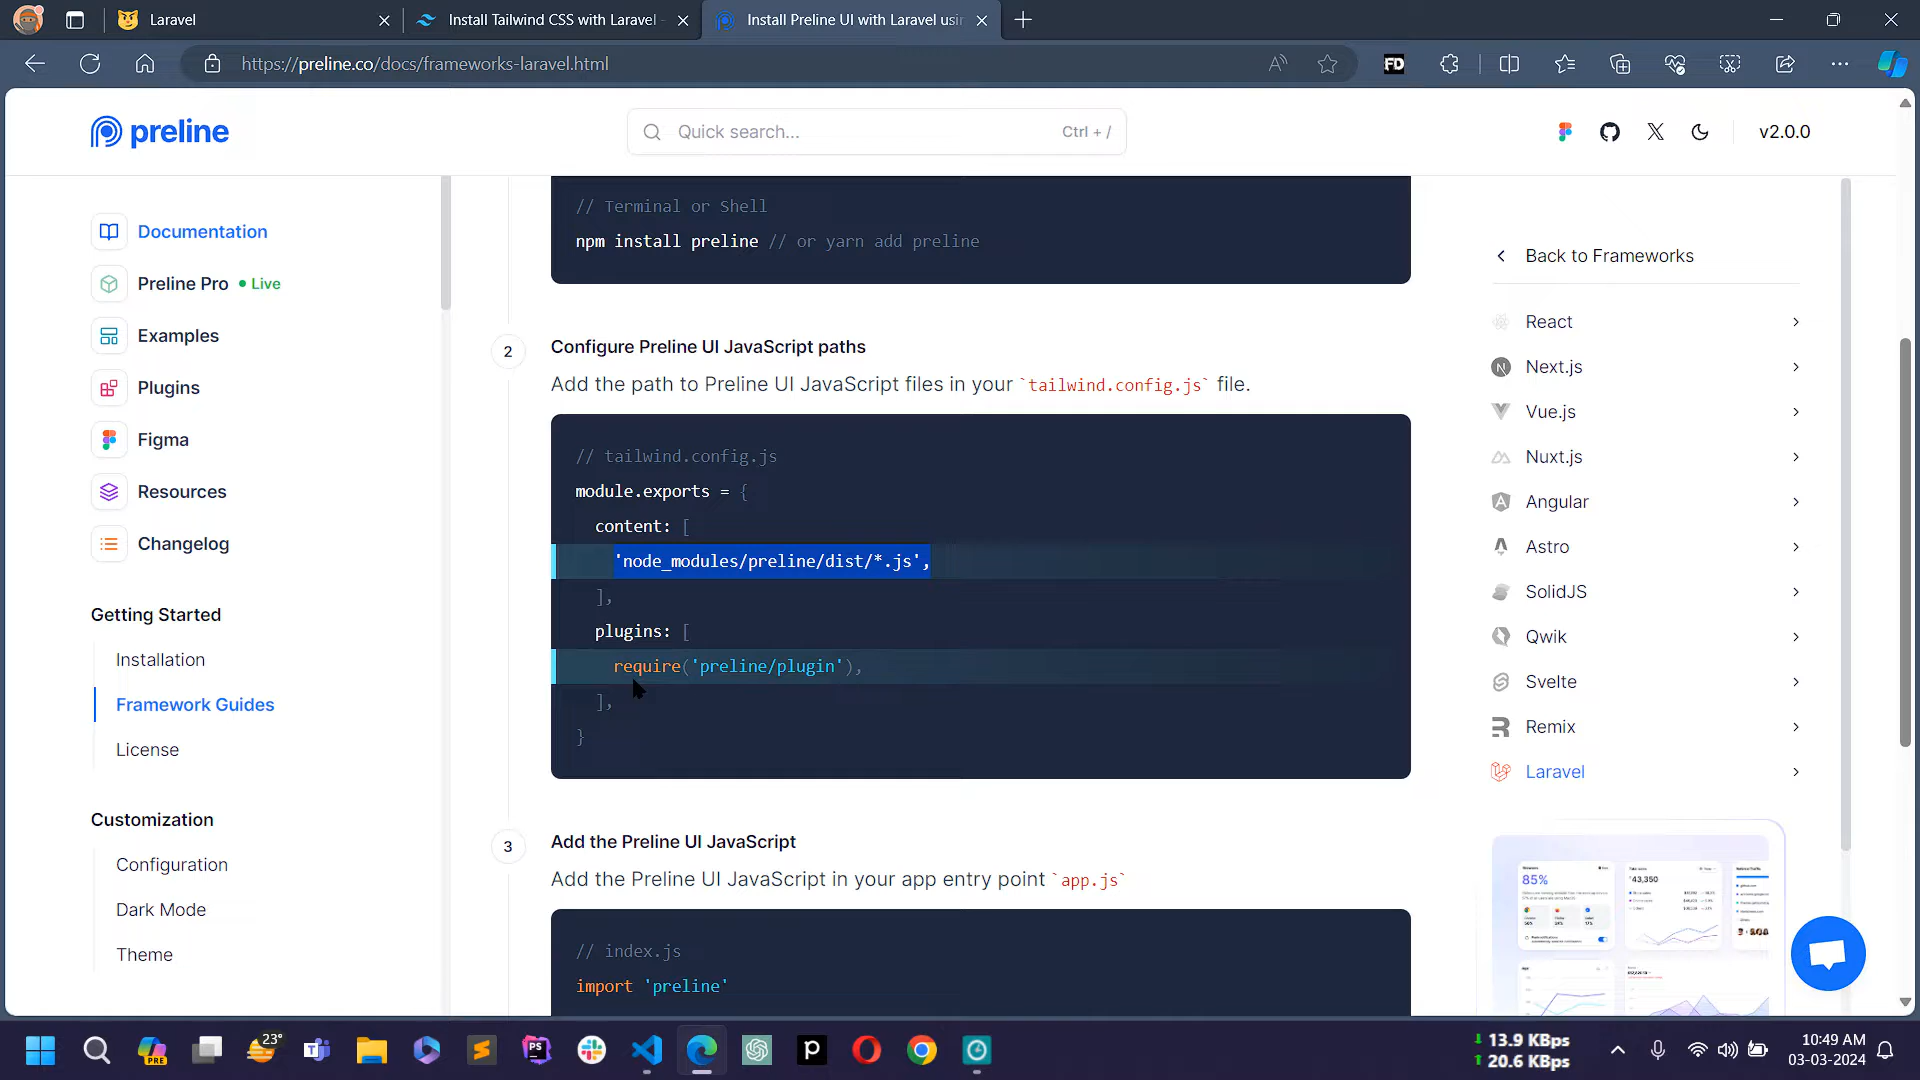 Laravel
Install Tailwind CSS with Laravel -
Install Preline UI with Laravel usin
https://preline.co/docs/frameworks-laravel.html
preline
Quick search...
Ctrl + /
v2.0.0
Documentation
Preline Pro
Live
Examples
Plugins
Figma
Resources
Changelog
Getting Started
Installation
Framework Guides
License
Customization
Configuration
Dark Mode
Theme
// Terminal or Shell
npm install preline // or yarn add preline
2
Configure Preline UI JavaScript paths
Add the path to Preline UI JavaScript files in your `tailwind.config.js` file.
// tailwind.config.js
module.exports = {
content: [
'node_modules/preline/dist/*.js',
],
plugins: [
require('preline/plugin'),
],
}
3
Add the Preline UI JavaScript
Add the Preline UI JavaScript in your app entry point `app.js`
// index.js
import 'preline'
Back to Frameworks
React
Next.js
Vue.js
Nuxt.js
Angular
Astro
SolidJS
Qwik
Svelte
Remix
Laravel
85%
43,350
23°
PRE
13.9 KBps
20.6 KBps
10:49 AM
03-03-2024